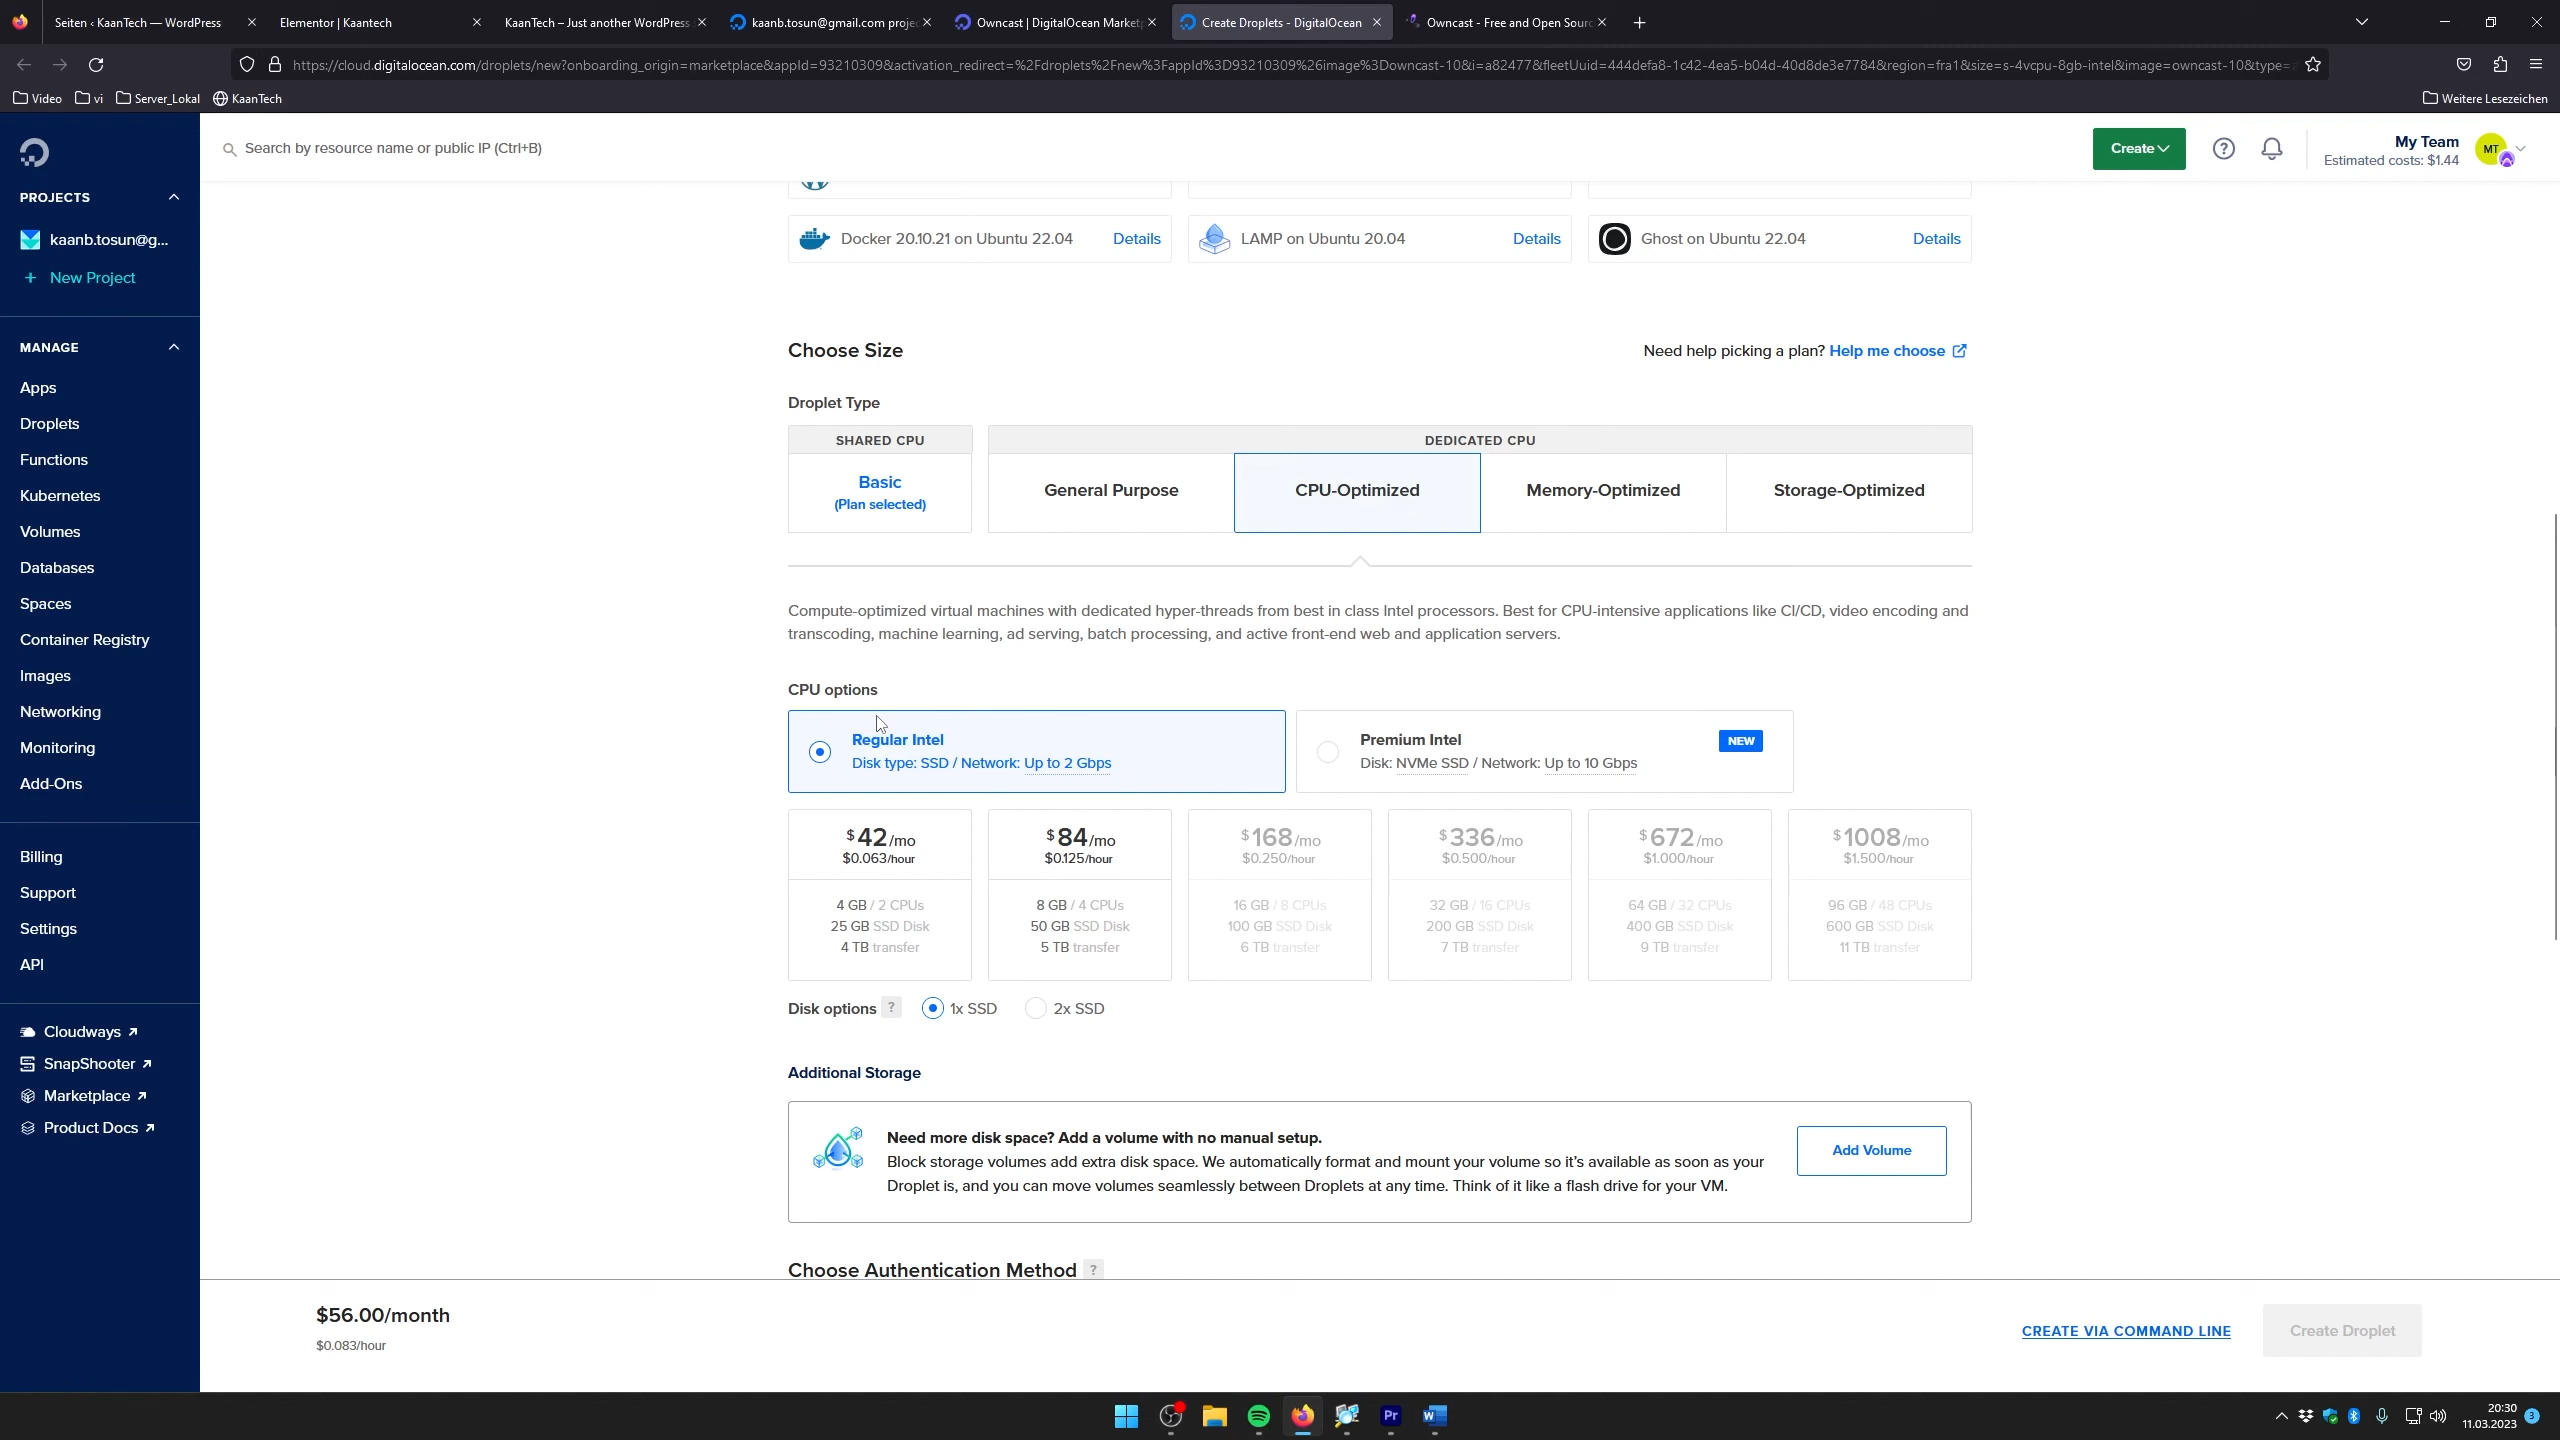 Seiten ‹ KaanTech — WordPress
Elementor | Kaantech
KaanTech – Just another WordPress
kaanb.tosun@gmail.com proje
Owncast | DigitalOcean Market
Create Droplets - DigitalOcean
Owncast - Free and Open Sour
https://cloud.digitalocean.com/droplets/new?onboarding_origin=marketplace&appId=93210309&activation_redirect=%2Fdroplets%2Fnew%3FappId%3D93210309%26image%3Downcast-10&i=a82477&fleetUuid=444defa8-1c42-4ea5-b04d-40d8de3e7784&region=fra1&size=s-4vcpu-8gb-intel&image=owncast-10&type=
Video
vi
Server_Lokal
KaanTech
Weitere Lesezeichen
Search by resource name or public IP (Ctrl+B)
Create
My Team
Estimated costs: $1.44
MT
PROJECTS
kaanb.tosun@g...
+ New Project
MANAGE
Apps
Droplets
Functions
Kubernetes
Volumes
Databases
Spaces
Container Registry
Images
Networking
Monitoring
Add-Ons
Billing
Support
Settings
API
Cloudways
SnapShooter
Marketplace
Product Docs
Docker 20.10.21 on Ubuntu 22.04
Details
LAMP on Ubuntu 20.04
Details
Ghost on Ubuntu 22.04
Details
Choose Size
Need help picking a plan? Help me choose
Droplet Type
SHARED CPU
DEDICATED CPU
Basic
(Plan selected)
General Purpose
CPU-Optimized
Memory-Optimized
Storage-Optimized
Compute-optimized virtual machines with dedicated hyper-threads from best in class Intel processors. Best for CPU-intensive applications like CI/CD, video encoding and
transcoding, machine learning, ad serving, batch processing, and active front-end web and application servers.
CPU options
Regular Intel
Disk type: SSD / Network: Up to 2 Gbps
Premium Intel
NEW
Disk: NVMe SSD / Network: Up to 10 Gbps
$42/mo
$0.063/hour
4 GB / 2 CPUs
25 GB SSD Disk
4 TB transfer
$84/mo
$0.125/hour
8 GB / 4 CPUs
50 GB SSD Disk
5 TB transfer
$168/mo
$0.250/hour
16 GB / 8 CPUs
100 GB SSD Disk
6 TB transfer
$336/mo
$0.500/hour
32 GB / 16 CPUs
200 GB SSD Disk
7 TB transfer
$672/mo
$1.000/hour
64 GB / 32 CPUs
400 GB SSD Disk
9 TB transfer
$1008/mo
$1.500/hour
96 GB / 48 CPUs
600 GB SSD Disk
11 TB transfer
Disk options ?
1x SSD
2x SSD
Additional Storage
Need more disk space? Add a volume with no manual setup.
Block storage volumes add extra disk space. We automatically format and mount your volume so it's available as soon as your
Droplet is, and you can move volumes seamlessly between Droplets at any time. Think of it like a flash drive for your VM.
Add Volume
Choose Authentication Method ?
$56.00/month
$0.083/hour
CREATE VIA COMMAND LINE
Create Droplet
Pr
W
20:30
11.03.2023
3